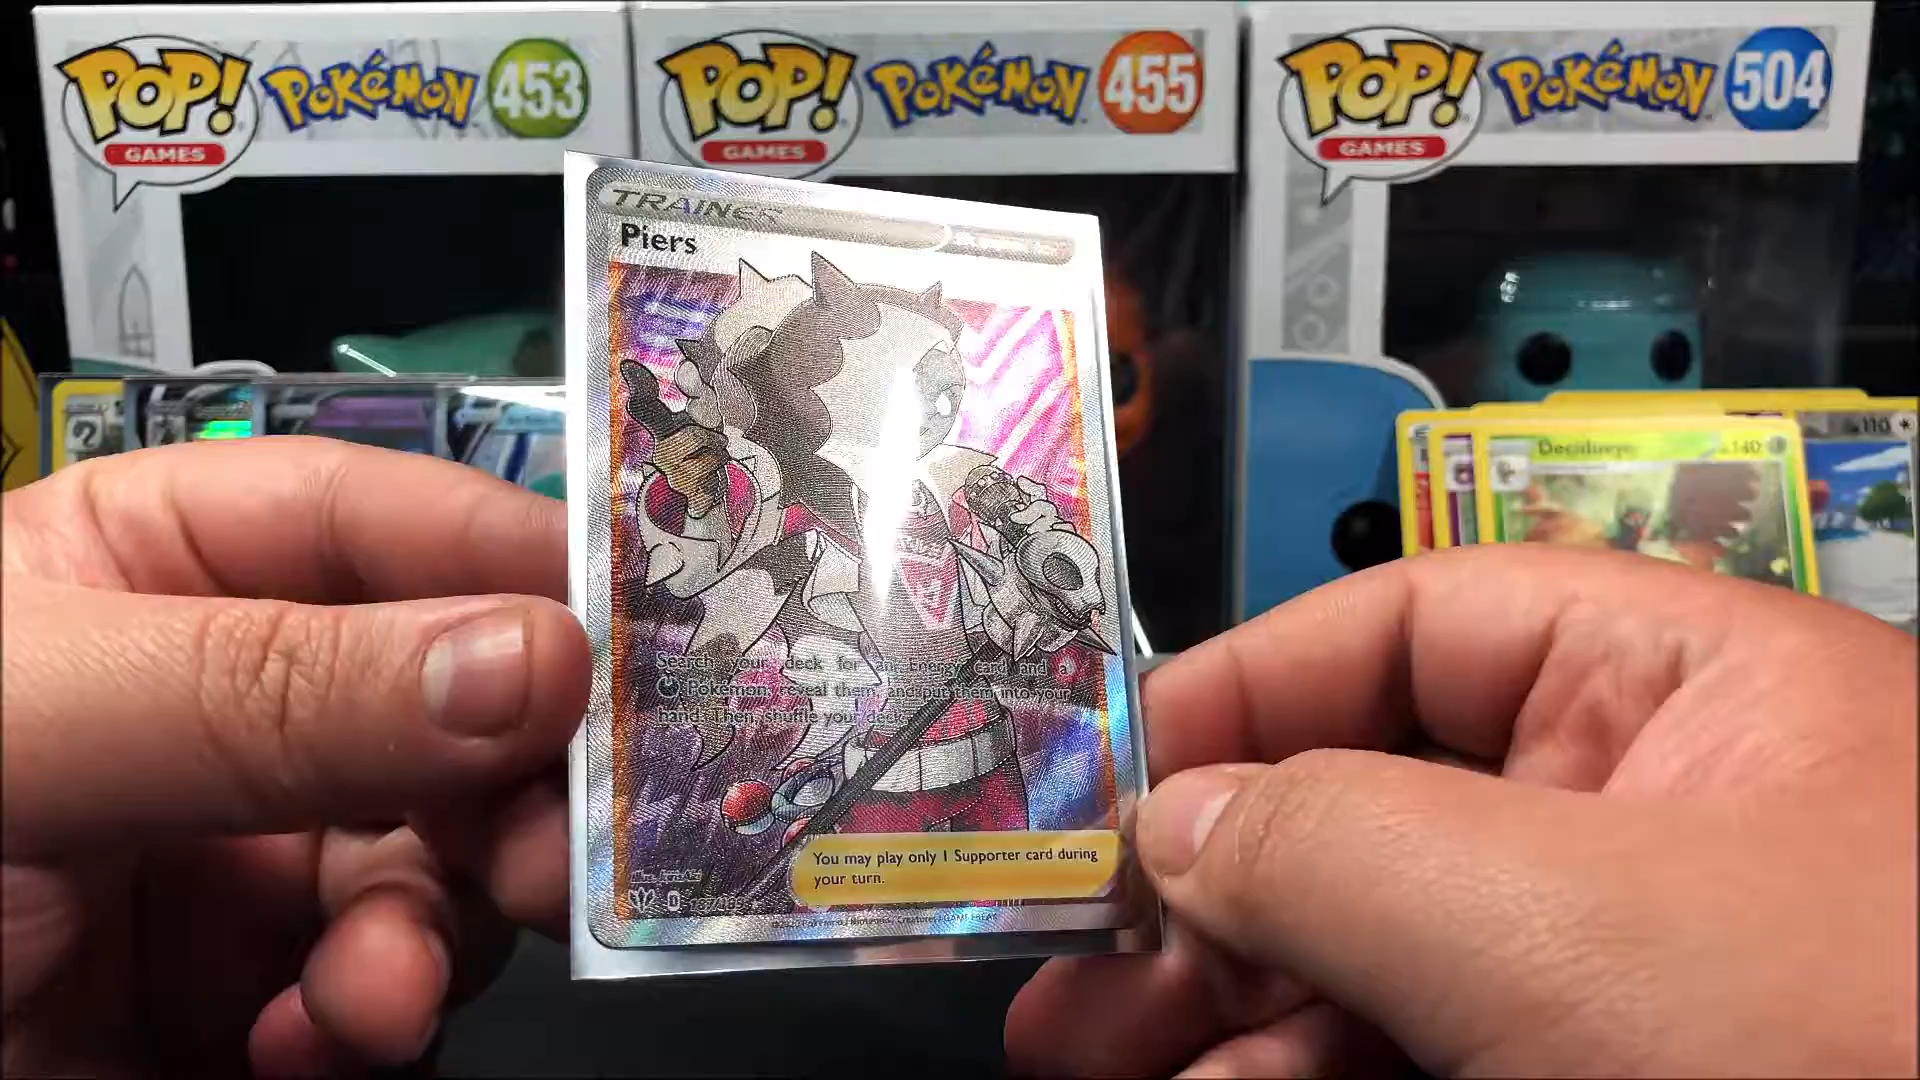 POP! POKéMON 453
GAMES
POP! POKéMON 455
GAMES
POP! POKéMON 504
GAMES
TRAINER
Piers
Search your deck for an Energy card and a
Pokémon, reveal them, and put them into your
hand. Then, shuffle your deck.
You may play only 1 Supporter card during
your turn.
D
Decidueye 140
110